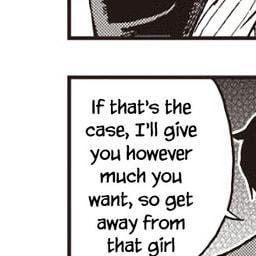 If that's the
case, I'll give
you however
much you
want, so get
away from
that girl